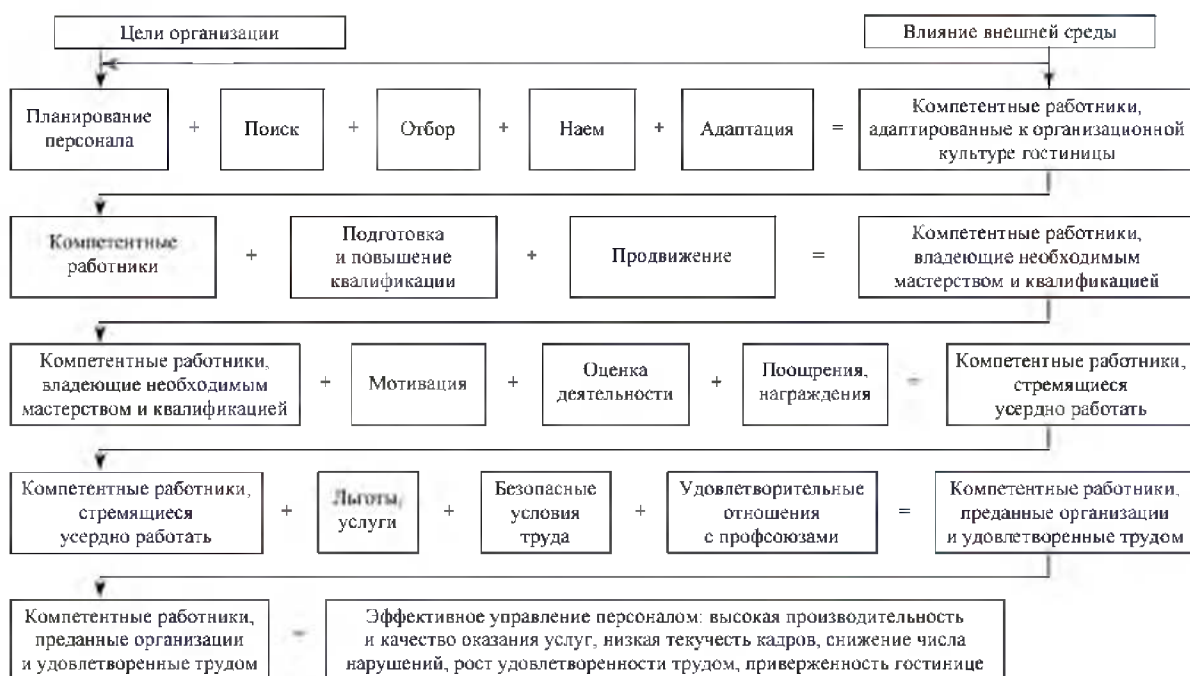 Цели организации
Влияние внешней среды
Планирование
персонала
+
Поиск
+
Отбор
+
Наем
+
Адаптация
=
Компетентные работники,
адаптированные к организационной
культуре гостиницы
Компетентные
работники
+
Подготовка
и повышение
квалификации
+
Продвижение
=
Компетентные работники,
владеющие необходимым
мастерством и квалификацией
Компетентные работники,
владеющие необходимым
мастерством и квалификацией
+
Мотивация
+
Оценка
деятельности
+
Поощрения,
награждения
=
Компетентные работники,
стремящиеся
усердно работать
Компетентные работники,
стремящиеся
усердно работать
+
Льготы,
услуги
+
Безопасные
условия
труда
+
Удовлетворительные
отношения
с профсоюзами
=
Компетентные работники,
преданные организации
и удовлетворенные трудом
Компетентные работники,
преданные организации
и удовлетворенные трудом
=
Эффективное управление персоналом: высокая производительность
и качество оказания услуг, низкая текучесть кадров, снижение числа
нарушений, рост удовлетворенности трудом, приверженность гостинице